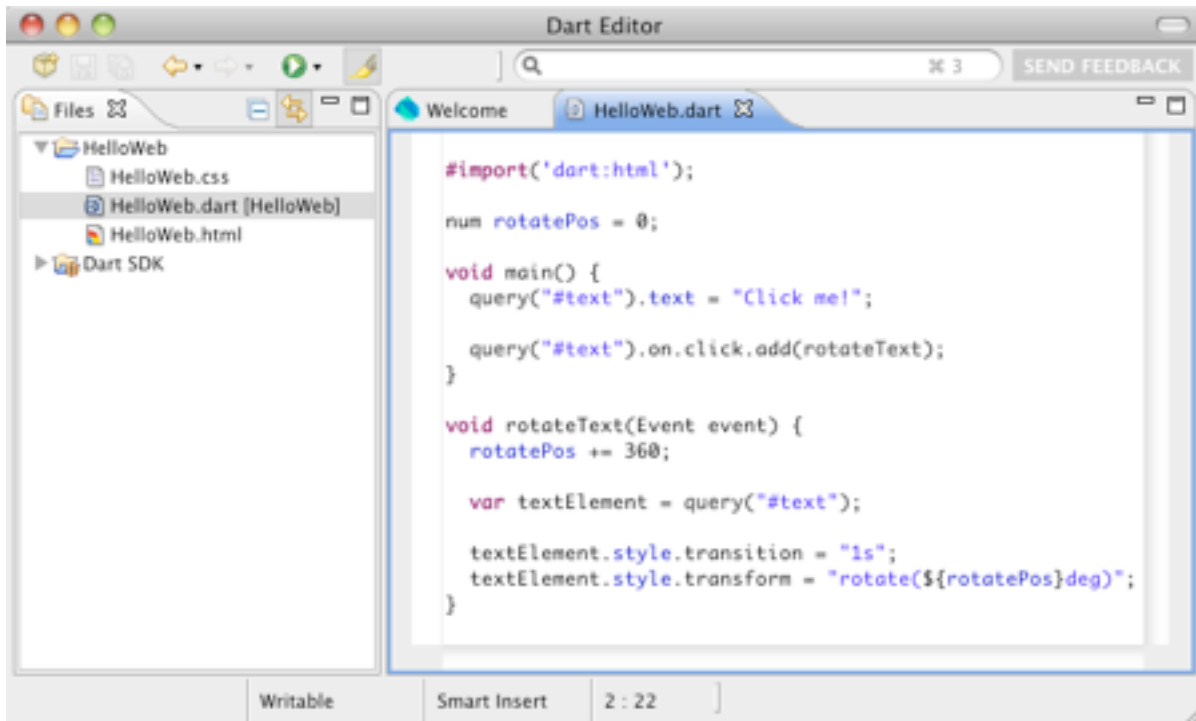 Dart Editor
⌘ 3
SEND FEEDBACK
Files
Welcome
HelloWeb.dart
HelloWeb
HelloWeb.css
HelloWeb.dart [HelloWeb]
HelloWeb.html
Dart SDK
#import('dart:html');
num rotatePos = 0;
void main() {
query("#text").text = "Click me!";
query("#text").on.click.add(rotateText);
}
void rotateText(Event event) {
rotatePos += 360;
var textElement = query("#text");
textElement.style.transition = "1s";
textElement.style.transform = "rotate(${rotatePos}deg)";
}
Writable
Smart Insert
2 : 22